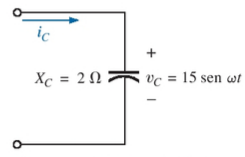 i_C
+
X_C = 2 Ω
v_C = 15 sen ωt
−